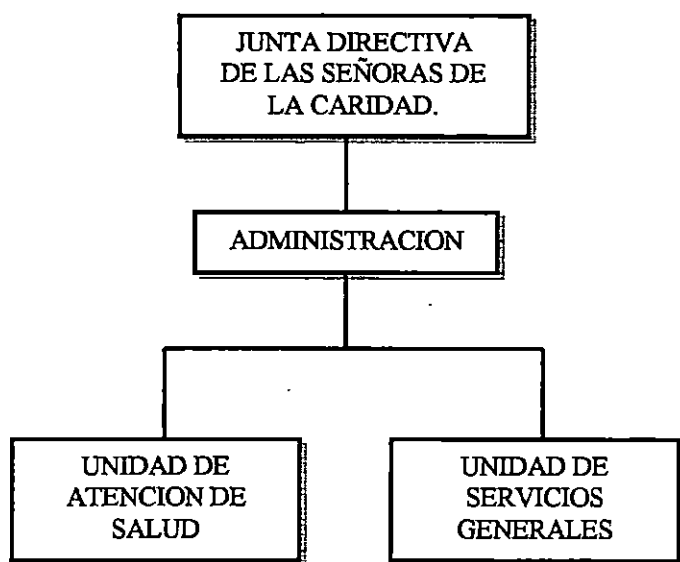 JUNTA DIRECTIVA
DE LAS SEÑORAS DE
LA CARIDAD.
ADMINISTRACION
UNIDAD DE
ATENCION DE
SALUD
UNIDAD DE
SERVICIOS
GENERALES